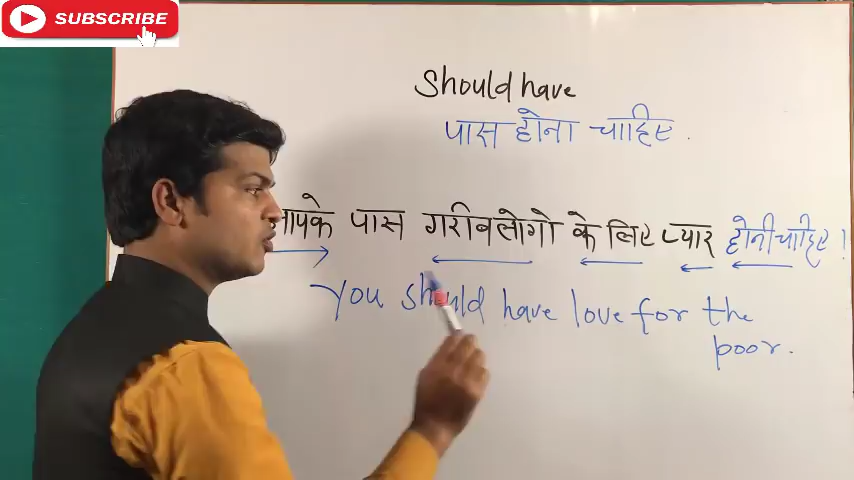 SUBSCRIBE
Should have
पास होना चाहिए .
पास गरीबलोगो के लिए प्यार होनी चाहिए !
You should have love for the
poor.